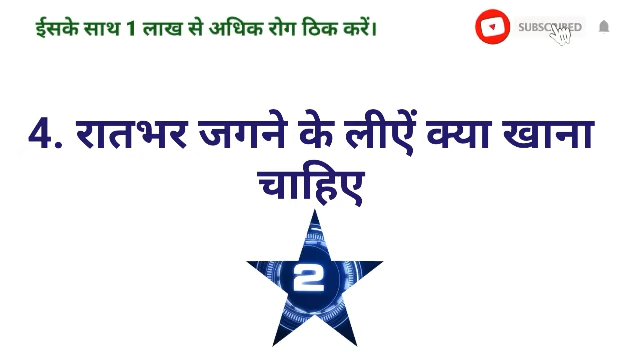 ईसके साथ 1 लाख से अधिक रोग ठिक करें।
SUBSCRIBED
4. रातभर जगने के लीऐं क्या खाना
चाहिए
2